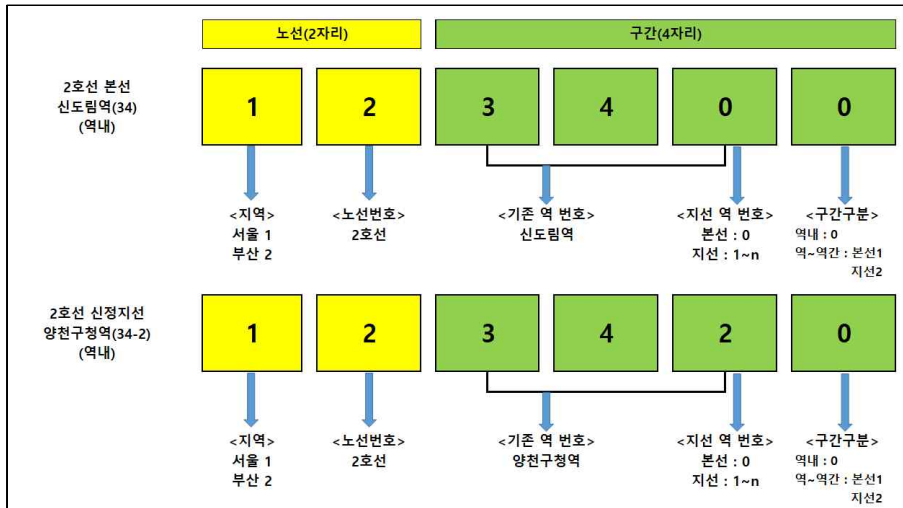 노선(2자리) 구간(4자리)
2호선 본선
신도림역(34)
(역내)
1 2 3 4 0 0
<지역> <노선번호> <기존 역 번호> <지선 역 번호> <구간구분>
서울 1 2호선 신도림역 본선 : 0 역내 : 0
부산 2 지선 : 1~n 역~역간 : 본선1
지선2
2호선 신정지선
양천구청역(34-2)
(역내)
1 2 3 4 2 0
<지역> <노선번호> <기존 역 번호> <지선 역 번호> <구간구분>
서울 1 2호선 양천구청역 본선 : 0 역내 : 0
부산 2 지선 : 1~n 역~역간 : 본선1
지선2